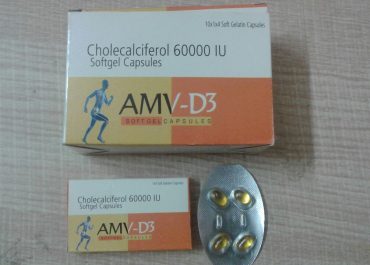 10x1x4 Soft Gelatin Capsules
Cholecalciferol 60000 IU
Softgel Capsules
AMV-D3
SOFTGEL CAPSULES
Cholecalciferol 60000 IU
Softgel Capsules
AMV-D3
SOFTGEL CAPSULES